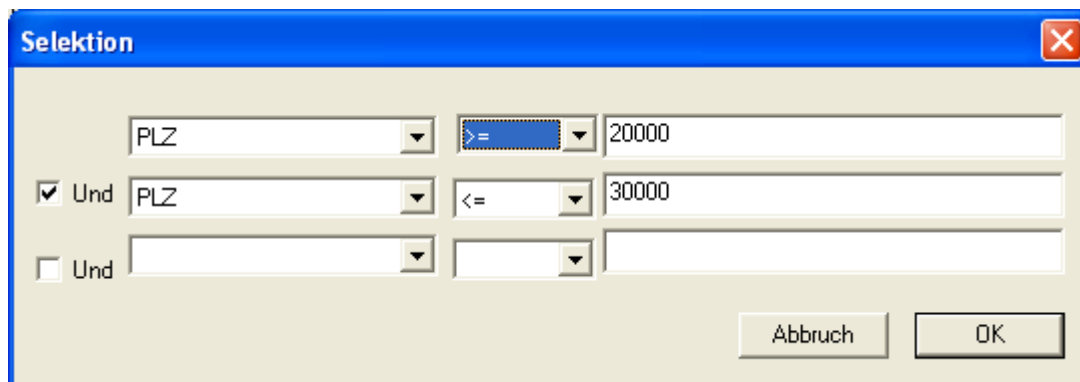 Selektion
PLZ >= 20000
Und PLZ <= 30000
Und
Abbruch OK